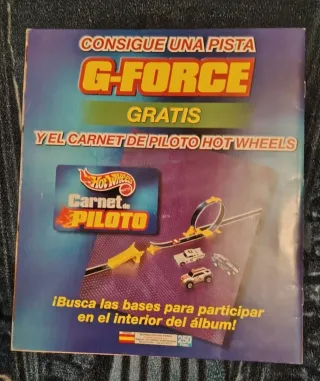 CONSIGUE UNA PISTA
G-FORCE
GRATIS
Y EL CARNET DE PILOTO HOT WHEELS
HOT WHEELS
Carnet de
PILOTO
¡Busca las bases para participar
en el interior del álbum!
250